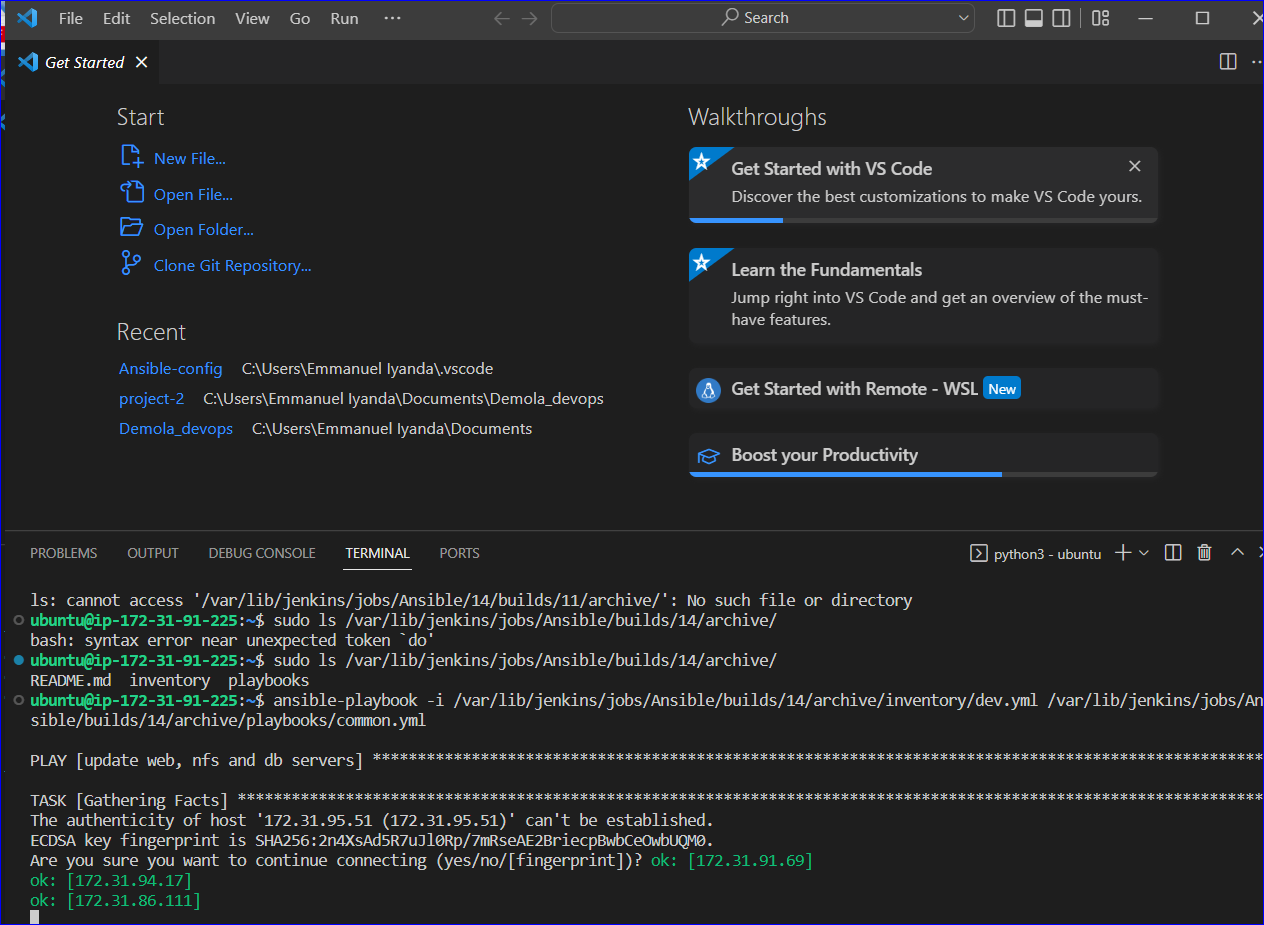 File Edit Selection View Go Run ... Search
Get Started
Start
New File...
Open File...
Open Folder...
Clone Git Repository...
Recent
Ansible-config C:\Users\Emmanuel Iyanda\.vscode
project-2 C:\Users\Emmanuel Iyanda\Documents\Demola_devops
Demola_devops C:\Users\Emmanuel Iyanda\Documents
Walkthroughs
Get Started with VS Code
Discover the best customizations to make VS Code yours.
Learn the Fundamentals
Jump right into VS Code and get an overview of the must-
have features.
Get Started with Remote - WSL New
Boost your Productivity
PROBLEMS OUTPUT DEBUG CONSOLE TERMINAL PORTS python3 - ubuntu
ls: cannot access '/var/lib/jenkins/jobs/Ansible/14/builds/11/archive/': No such file or directory
ubuntu@ip-172-31-91-225:~$ sudo ls /var/lib/jenkins/jobs/Ansible/builds/14/archive/
bash: syntax error near unexpected token `do'
ubuntu@ip-172-31-91-225:~$ sudo ls /var/lib/jenkins/jobs/Ansible/builds/14/archive/
README.md  inventory  playbooks
ubuntu@ip-172-31-91-225:~$ ansible-playbook -i /var/lib/jenkins/jobs/Ansible/builds/14/archive/inventory/dev.yml /var/lib/jenkins/jobs/An
sible/builds/14/archive/playbooks/common.yml
PLAY [update web, nfs and db servers] ***************************************************************************************************
TASK [Gathering Facts] ******************************************************************************************************************
The authenticity of host '172.31.95.51 (172.31.95.51)' can't be established.
ECDSA key fingerprint is SHA256:2n4XsAd5R7uJl0Rp/7mRseAE2BriecpBwbCeOwbUQM0.
Are you sure you want to continue connecting (yes/no/[fingerprint])? ok: [172.31.91.69]
ok: [172.31.94.17]
ok: [172.31.86.111]